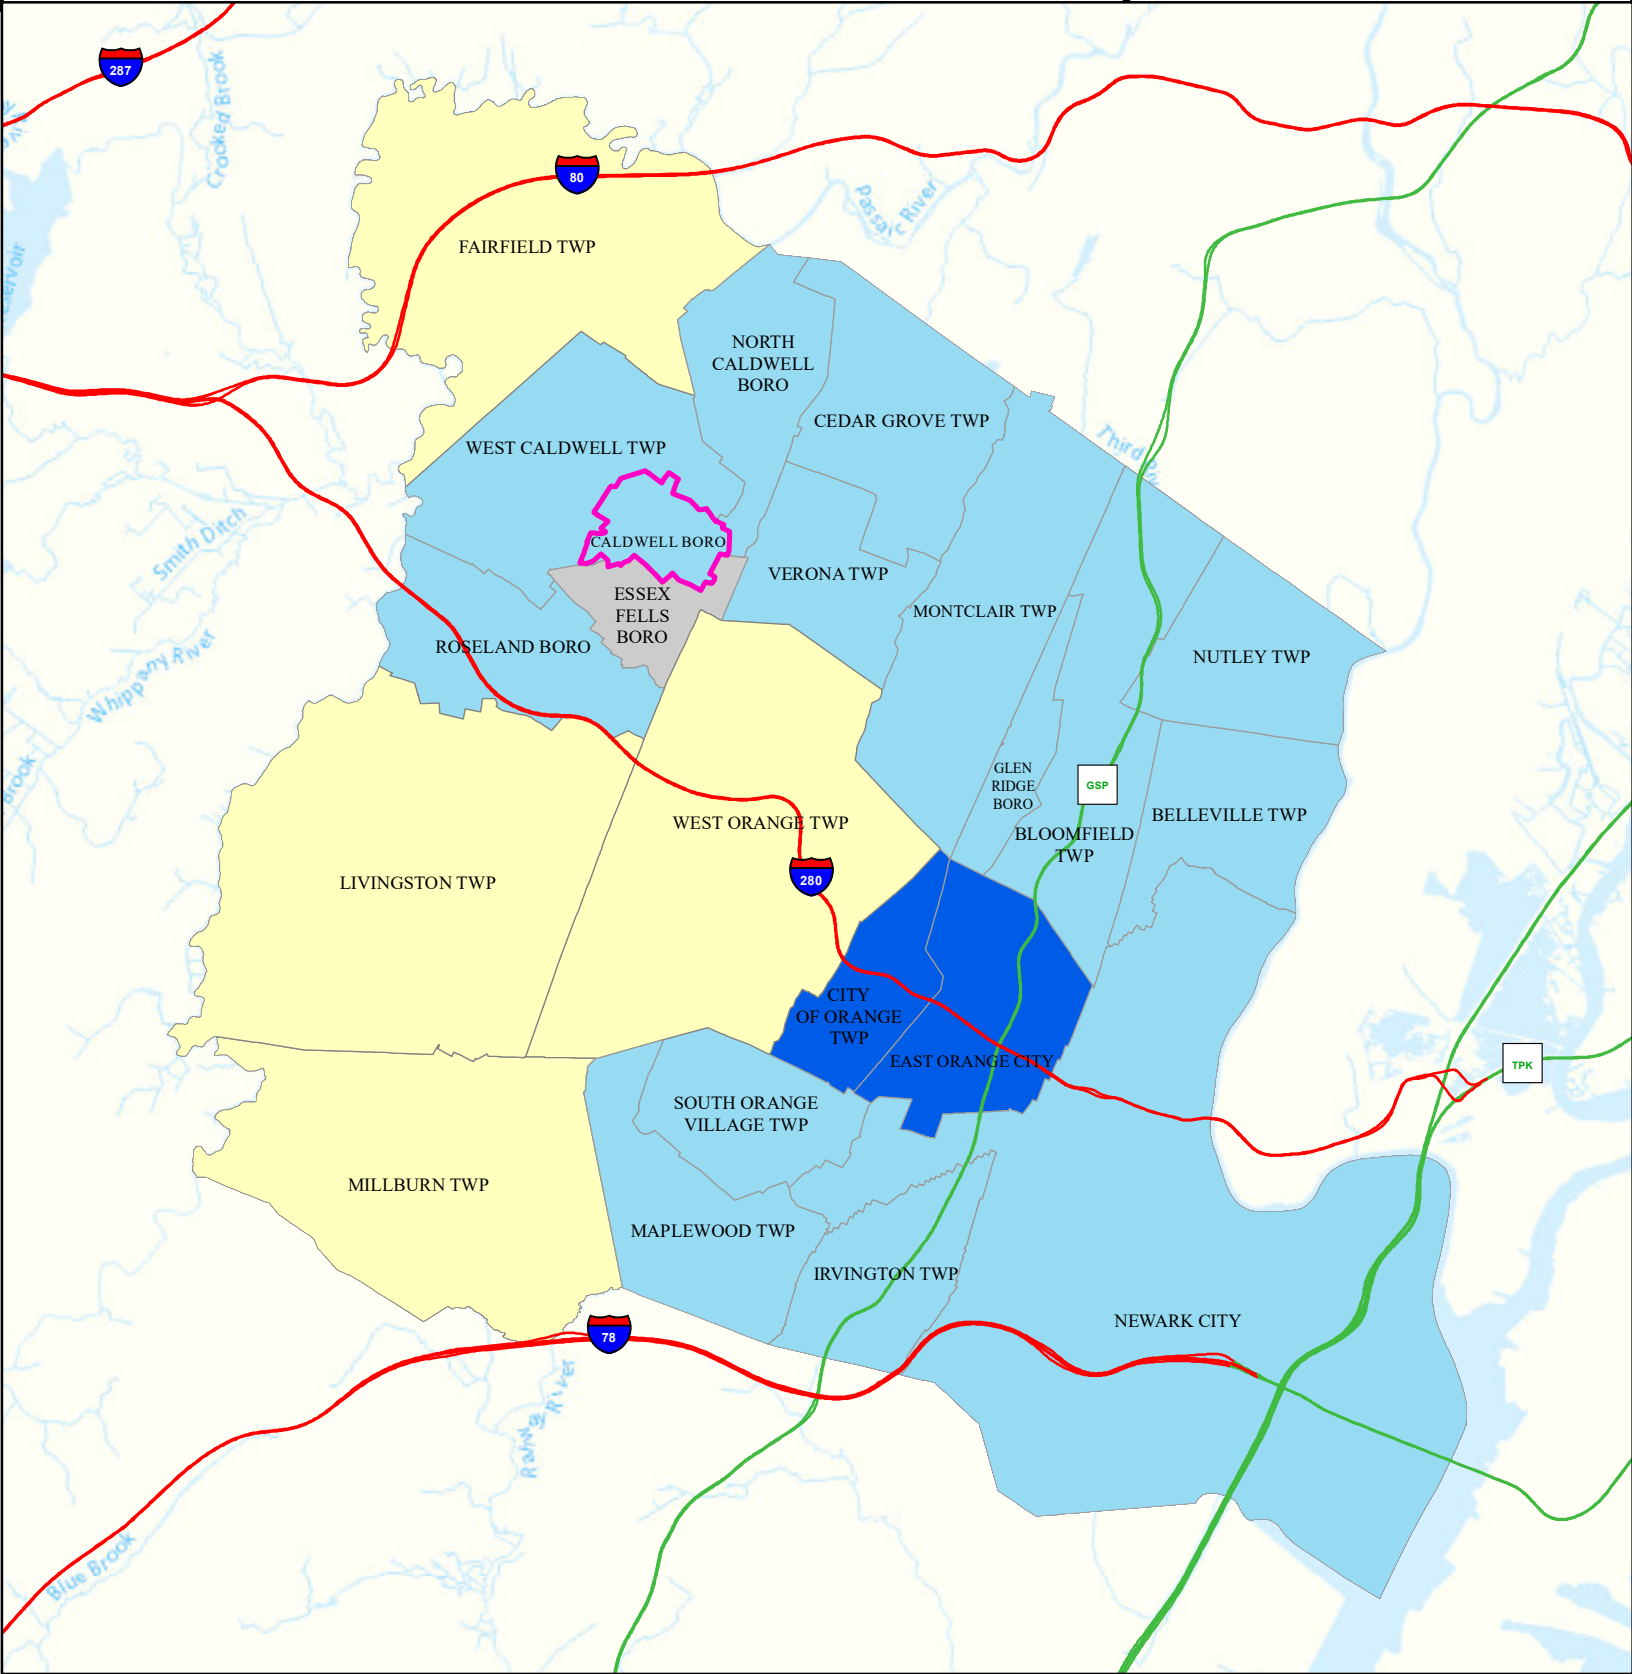 287
Crooked Brook
80
Passaic River
FAIRFIELD TWP
NORTH
CALDWELL
BORO
CEDAR GROVE TWP
WEST CALDWELL TWP
Third
Smith Ditch
CALDWELL BORO
VERONA TWP
ESSEX
FELLS
BORO
MONTCLAIR TWP
ROSELAND BORO
NUTLEY TWP
Whippany River
Brook
GLEN
RIDGE
BORO
GSP
WEST ORANGE TWP
BELLEVILLE TWP
BLOOMFIELD
TWP
280
LIVINGSTON TWP
CITY
OF ORANGE
TWP
EAST ORANGE CITY
TPK
SOUTH ORANGE
VILLAGE TWP
MILLBURN TWP
MAPLEWOOD TWP
IRVINGTON TWP
NEWARK CITY
78
River
Blue Brook